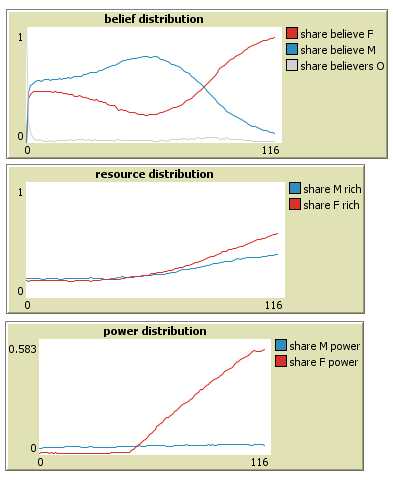 belief distribution
1
share believe F
share believe M
share believers O
0
0
116
resource distribution
1
share M rich
share F rich
0
0
116
power distribution
0.583
share M power
share F power
0
0
116